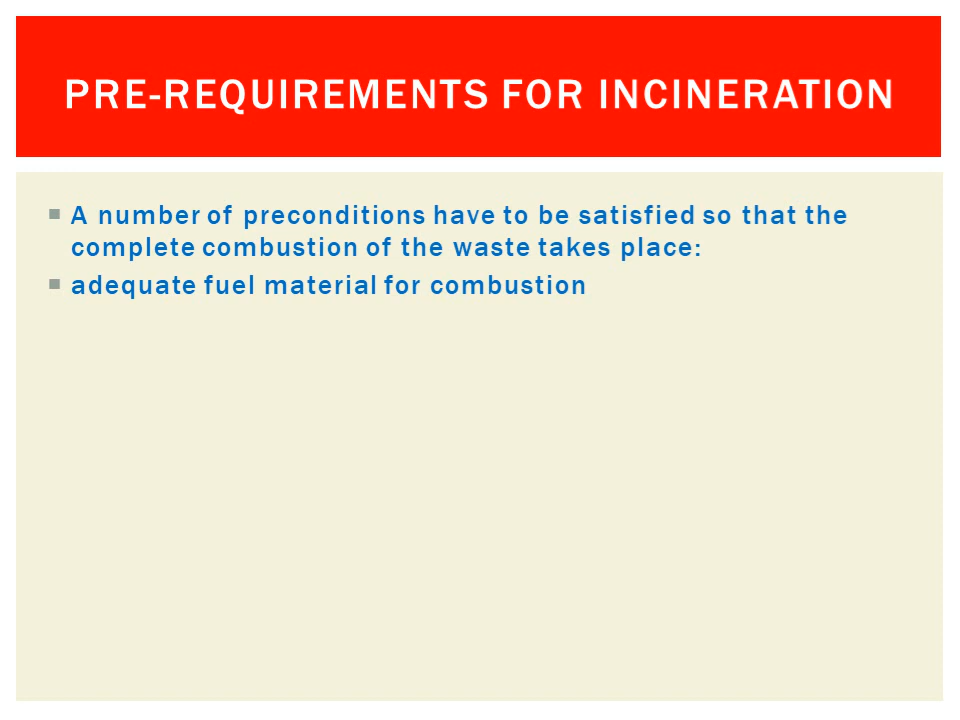 PRE-REQUIREMENTS FOR INCINERATION
A number of preconditions have to be satisfied so that the
complete combustion of the waste takes place:
adequate fuel material for combustion